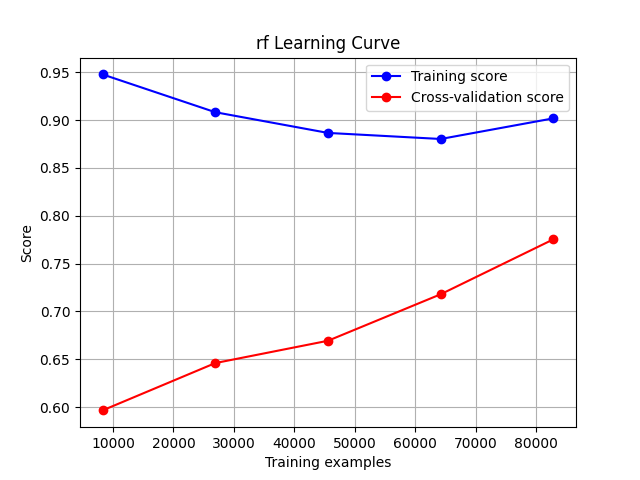 rf Learning Curve
Training score
Cross-validation score
0.95
0.90
0.85
0.80
0.75
0.70
0.65
0.60
Score
10000 20000 30000 40000 50000 60000 70000 80000
Training examples